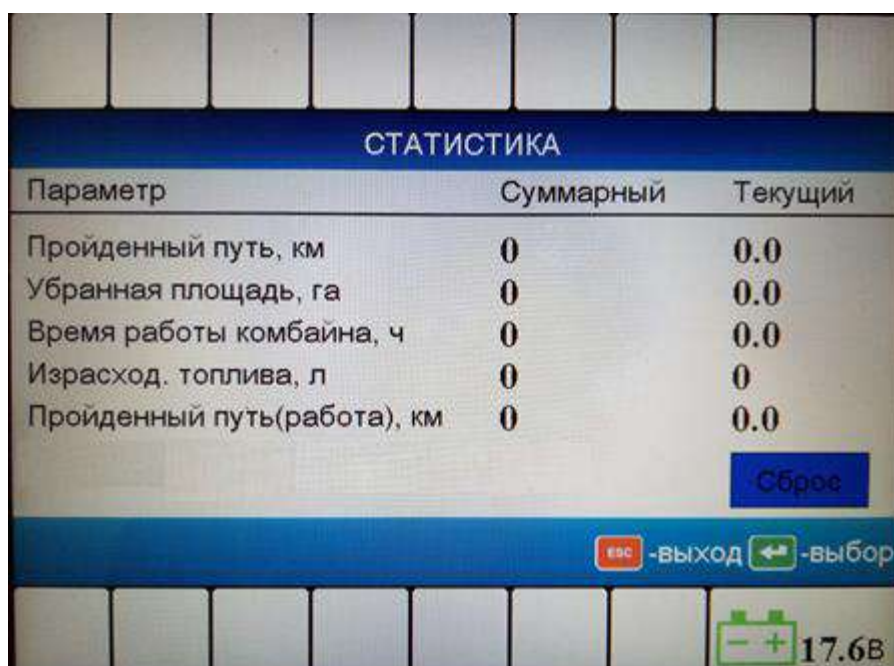 СТАТИСТИКА
Параметр Суммарный Текущий
Пройденный путь, км 0 0.0
Убранная площадь, га 0 0.0
Время работы комбайна, ч 0 0.0
Израсход. топлива, л 0 0
Пройденный путь(работа), км 0 0.0
Сброс
ESC -выход -выбор
- + 17.6В